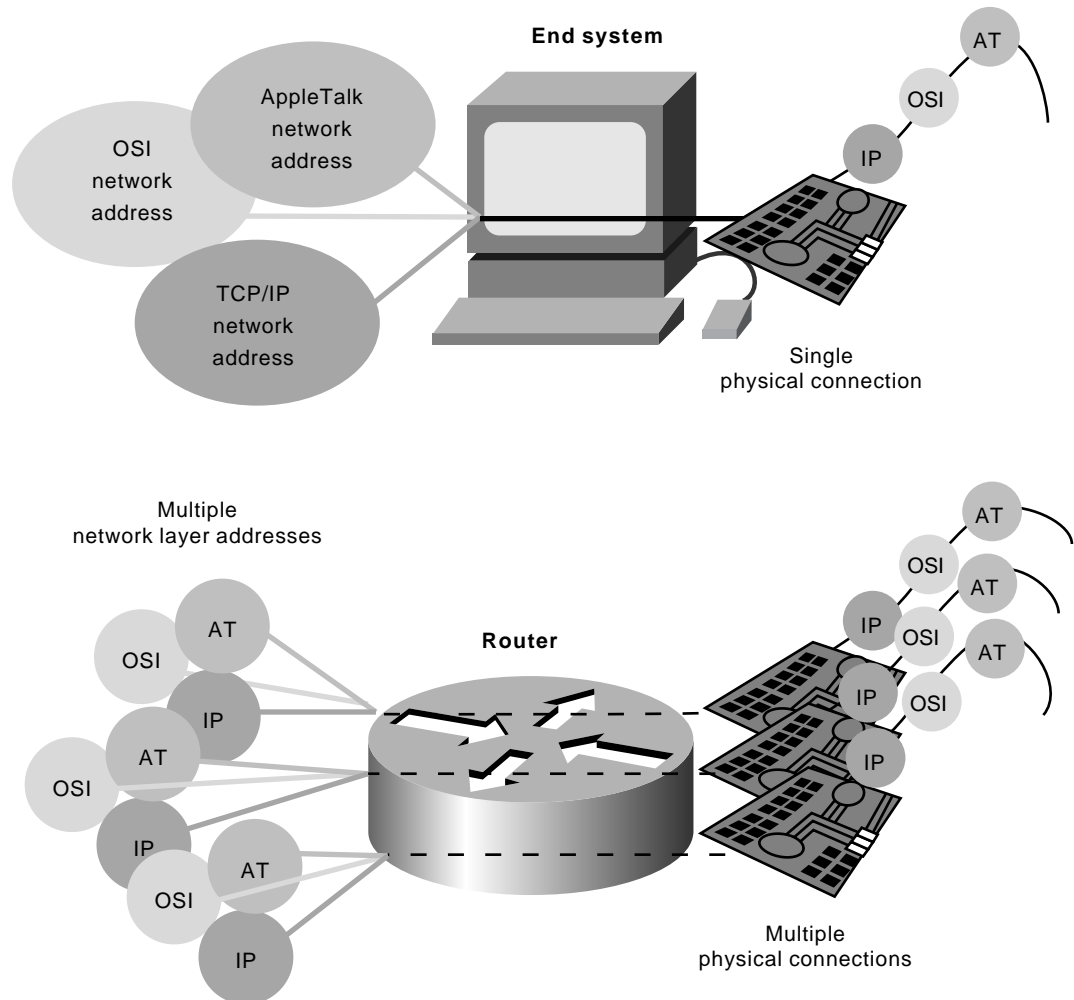 End system
AT
OSI
IP
AppleTalk
network
address
OSI
network
address
TCP/IP
network
address
Single
physical connection
Multiple
network layer addresses
AT
OSI
IP
AT
OSI
IP
AT
OSI
IP
Router
AT
OSI
IP
AT
OSI
IP
AT
OSI
IP
Multiple
physical connections